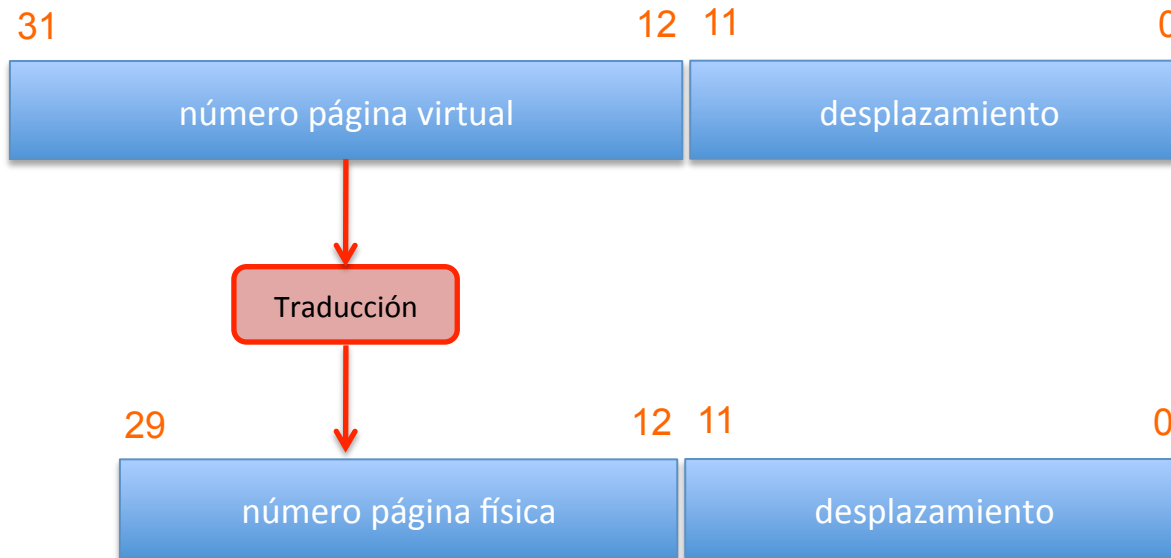 31 12 11 0
número página virtual desplazamiento
Traducción
29 12 11 0
número página física desplazamiento